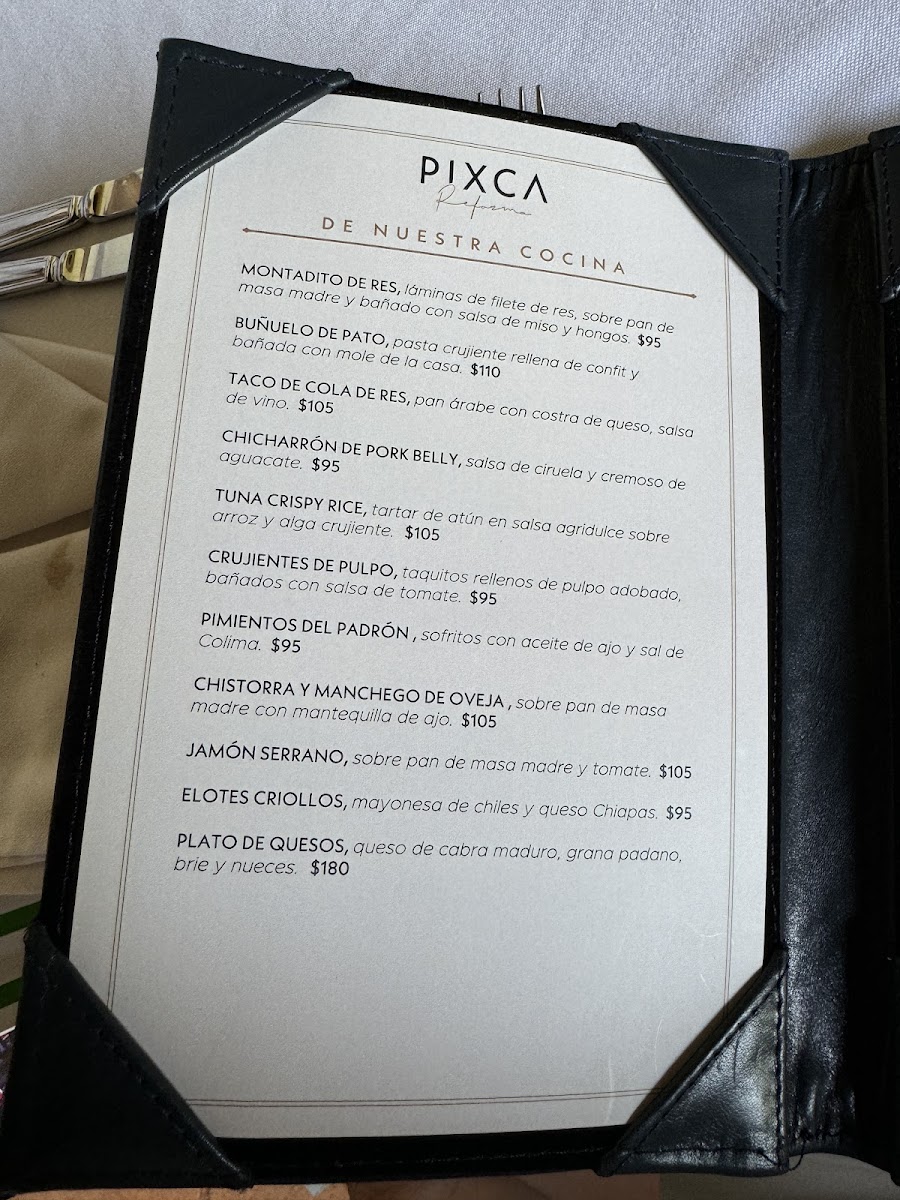 PIXCA
Reforma
DE NUESTRA COCINA
MONTADITO DE RES, láminas de filete de res, sobre pan de
masa madre y bañado con salsa de miso y hongos. $95
BUÑUELO DE PATO, pasta crujiente rellena de confit y
bañada con mole de la casa. $110
TACO DE COLA DE RES, pan árabe con costra de queso, salsa
de vino. $105
CHICHARRÓN DE PORK BELLY, salsa de ciruela y cremoso de
aguacate. $95
TUNA CRISPY RICE, tartar de atún en salsa agridulce sobre
arroz y alga crujiente. $105
CRUJIENTES DE PULPO, taquitos rellenos de pulpo adobado,
bañados con salsa de tomate. $95
PIMIENTOS DEL PADRÓN , sofritos con aceite de ajo y sal de
Colima. $95
CHISTORRA Y MANCHEGO DE OVEJA , sobre pan de masa
madre con mantequilla de ajo. $105
JAMÓN SERRANO, sobre pan de masa madre y tomate. $105
ELOTES CRIOLLOS, mayonesa de chiles y queso Chiapas. $95
PLATO DE QUESOS, queso de cabra maduro, grana padano,
brie y nueces. $180